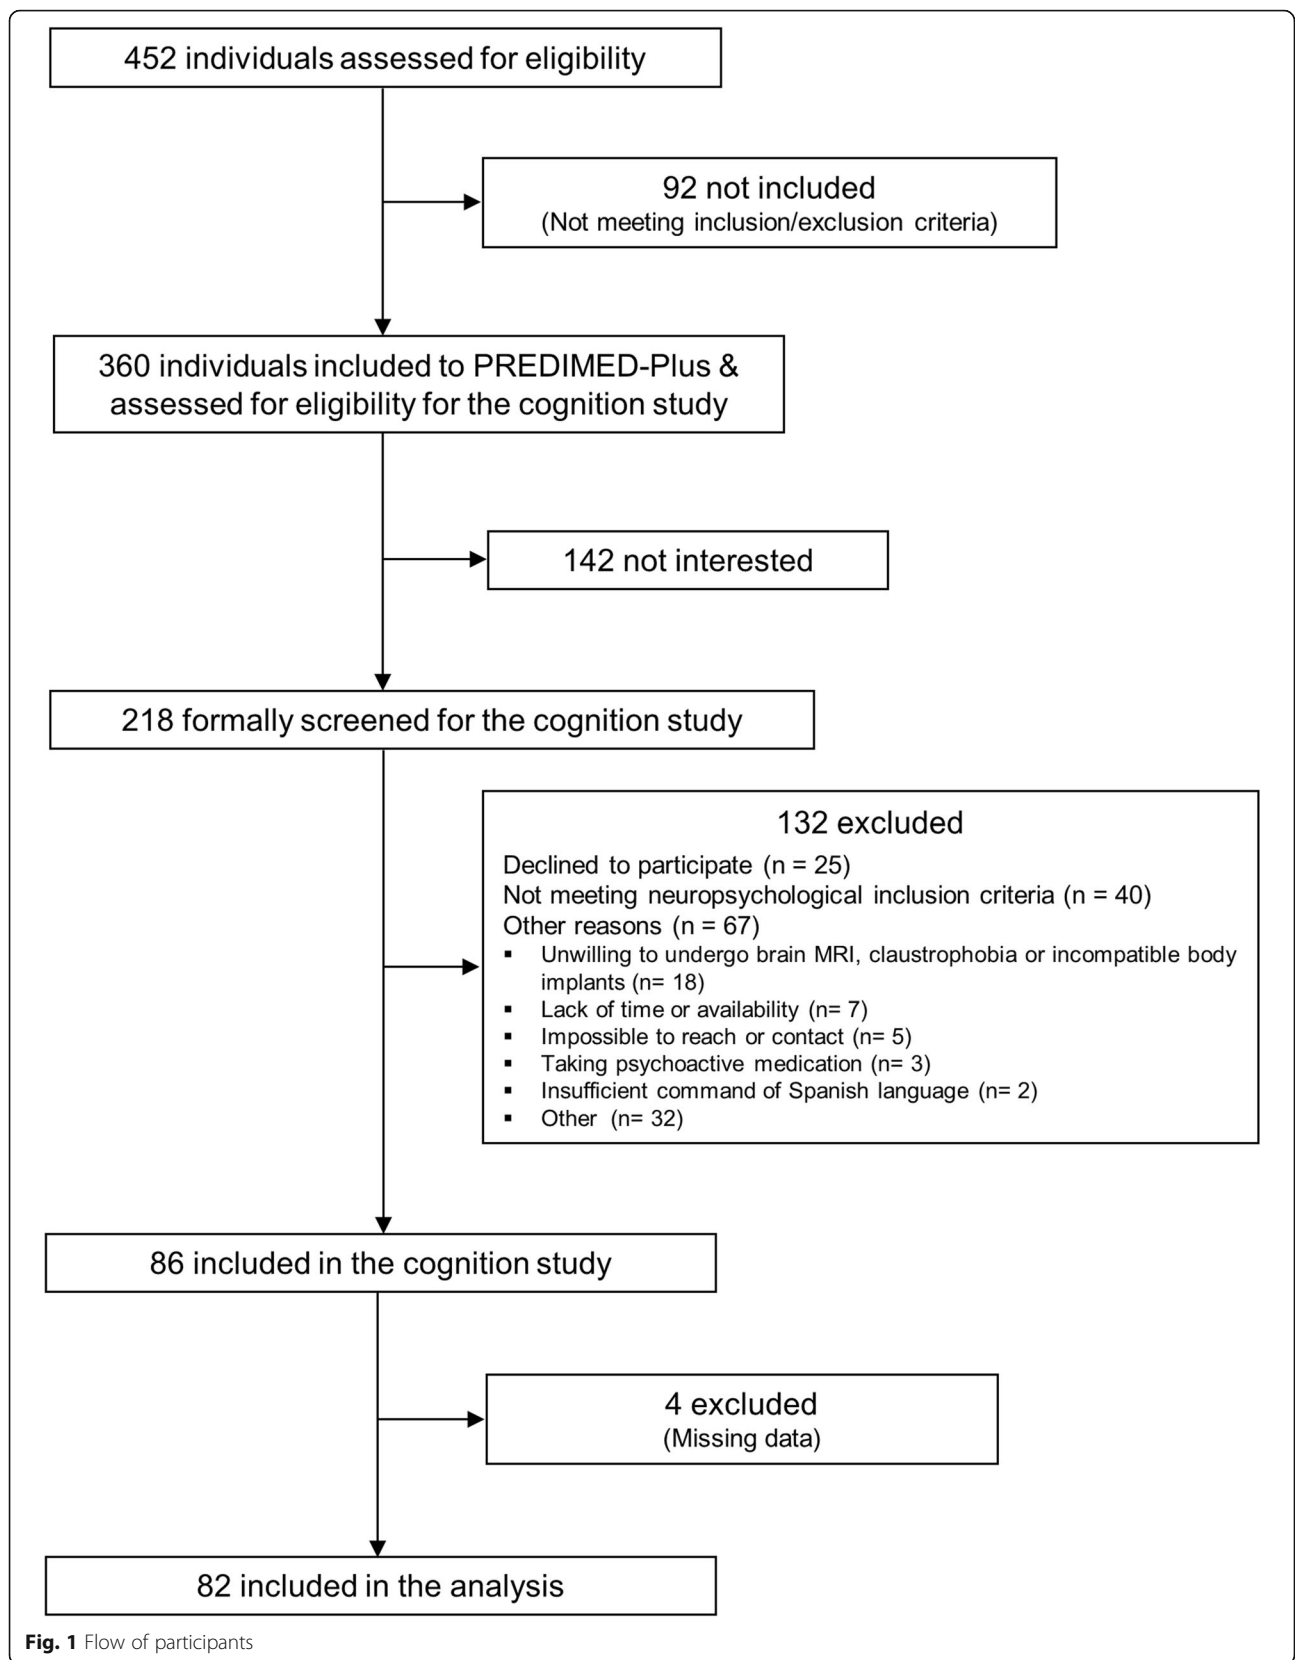 452 individuals assessed for eligibility
92 not included
(Not meeting inclusion/exclusion criteria)
360 individuals included to PREDIMED-Plus &
assessed for eligibility for the cognition study
142 not interested
218 formally screened for the cognition study
132 excluded
Declined to participate (n = 25)
Not meeting neuropsychological inclusion criteria (n = 40)
Other reasons (n = 67)
▪ Unwilling to undergo brain MRI, claustrophobia or incompatible body
implants (n= 18)
▪ Lack of time or availability (n= 7)
▪ Impossible to reach or contact (n= 5)
▪ Taking psychoactive medication (n= 3)
▪ Insufficient command of Spanish language (n= 2)
▪ Other (n= 32)
86 included in the cognition study
4 excluded
(Missing data)
82 included in the analysis
Fig. 1 Flow of participants